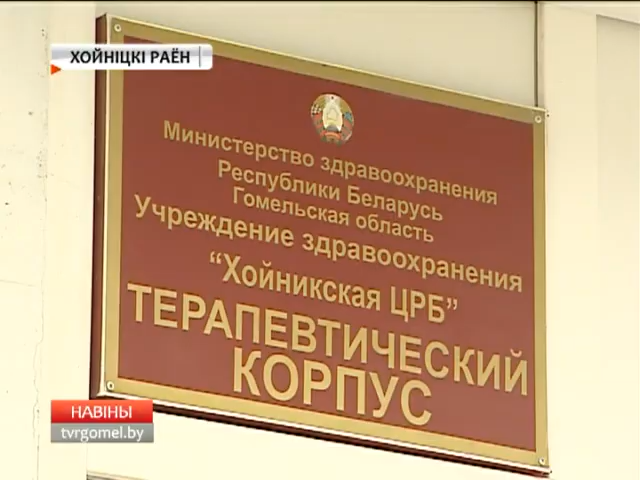 ХОЙНІЦКІ РАЁН
Министерство здравоохранения
Республики Беларусь
Гомельская область
Учреждение здравоохранения
“Хойникская ЦРБ”
ТЕРАПЕВТИЧЕСКИЙ
КОРПУС
НАВІНЫ
tvrgomel.by